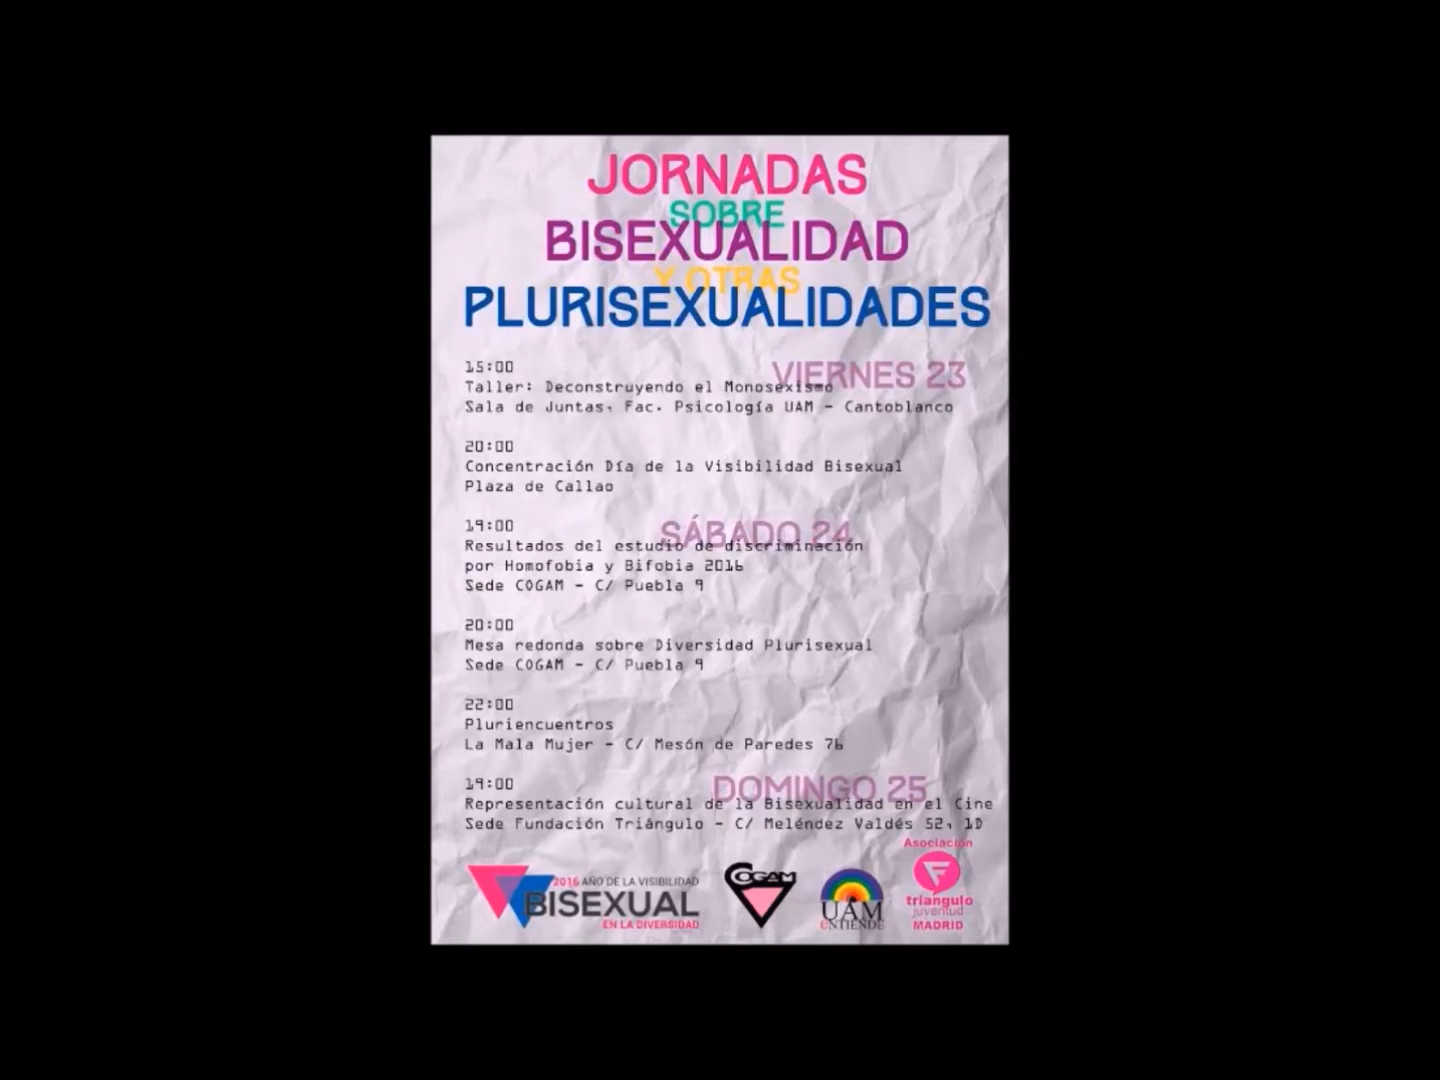 JORNADAS
SOBRE
BISEXUALIDAD
Y OTRAS
PLURISEXUALIDADES
VIERNES 23
15:00
Taller: Deconstruyendo el Monosexismo
Sala de Juntas, Fac. Psicología UAM - Cantoblanco
20:00
Concentración Día de la Visibilidad Bisexual
Plaza de Callao
SÁBADO 24
19:00
Resultados del estudio de discriminación
por Homofobia y Bifobia 2016
Sede COGAM - C/ Puebla 9
20:00
Mesa redonda sobre Diversidad Plurisexual
Sede COGAM - C/ Puebla 9
22:00
Pluriencuentros
La Mala Mujer - C/ Mesón de Paredes 76
DOMINGO 25
19:00
Representación cultural de la Bisexualidad en el Cine
Sede Fundación Triángulo - C/ Meléndez Valdés 52, 1D
2016 AÑO DE LA VISIBILIDAD
BISEXUAL
EN LA DIVERSIDAD
COGAM
UAM
ENTIENDE
Asociación
triangulo
juventud
MADRID